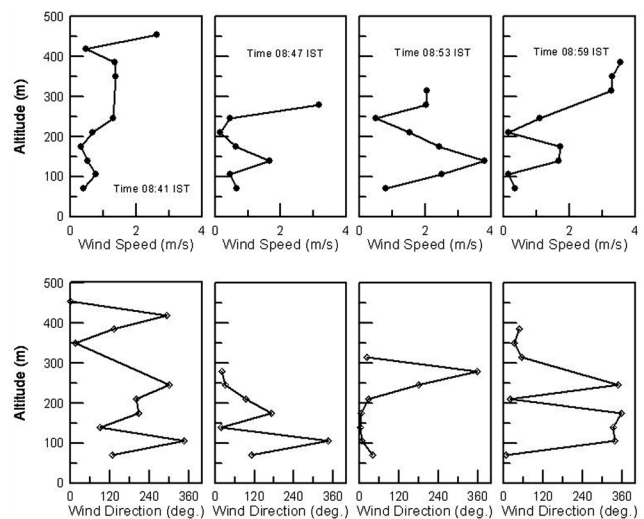 500
400
300
200
100
0
Altitude (m)
Time 08:41 IST
0 2 4
Wind Speed (m/s)
Time 08:47 IST
0 2 4
Wind Speed (m/s)
Time 08:53 IST
0 2 4
Wind Speed (m/s)
Time 08:59 IST
0 2 4
Wind Speed (m/s)
500
400
300
200
100
0
Altitude (m)
0 120 240 360
Wind Direction (deg.)
0 120 240 360
Wind Direction (deg.)
0 120 240 360
Wind Direction (deg.)
0 120 240 360
Wind Direction (deg.)